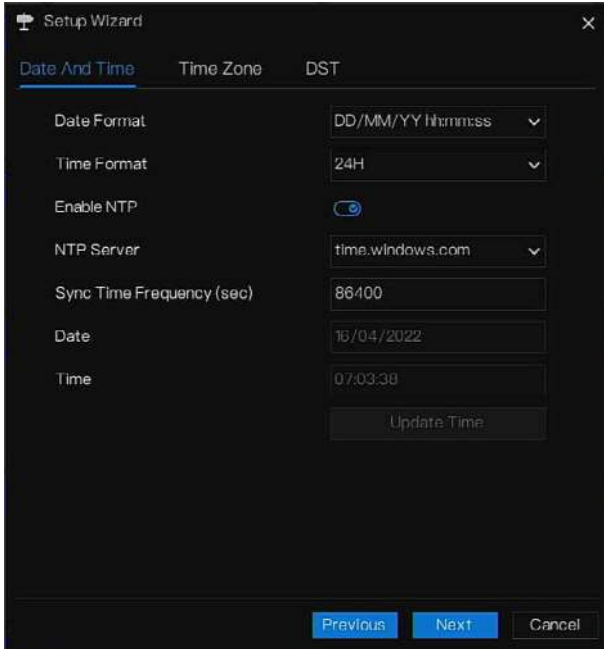 Setup Wizard
Date And Time Time Zone DST
Date Format DD/MM/YY hh:mm:ss
Time Format 24H
Enable NTP
NTP Server time.windows.com
Sync Time Frequency (sec) 86400
Date 16/04/2022
Time 07:03:38
Update Time
Previous Next Cancel